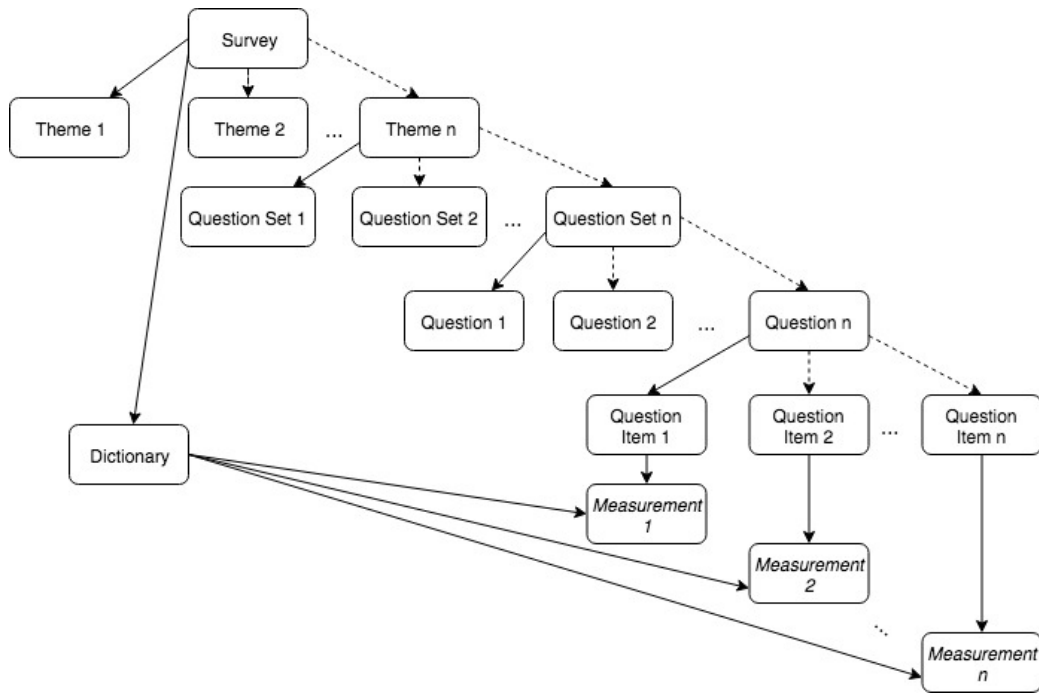 Survey
Theme 1
Theme 2
...
Theme n
Question Set 1
Question Set 2
...
Question Set n
Question 1
Question 2
...
Question n
Question
Item 1
Question
Item 2
...
Question
Item n
Dictionary
Measurement
1
Measurement
2
...
Measurement
n